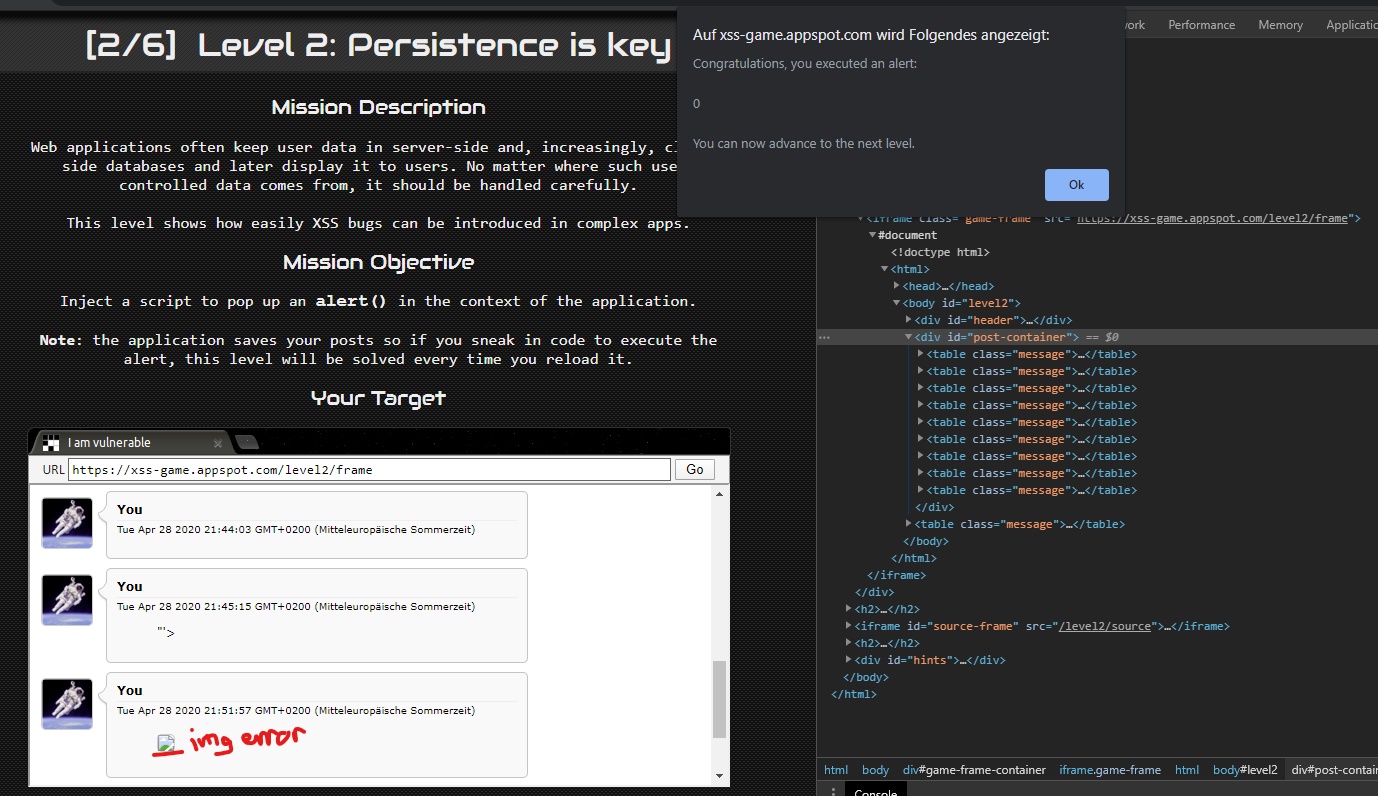 [2/6] Level 2: Persistence is key
Mission Description
Web applications often keep user data in server-side and, increasingly, cl
side databases and later display it to users. No matter where such use
controlled data comes from, it should be handled carefully.
This level shows how easily XSS bugs can be introduced in complex apps.
Mission Objective
Inject a script to pop up an alert() in the context of the application.
Note: the application saves your posts so if you sneak in code to execute the
alert, this level will be solved every time you reload it.
Your Target
I am vulnerable
URL https://xss-game.appspot.com/level2/frame Go
You
Tue Apr 28 2020 21:44:03 GMT+0200 (Mitteleuropäische Sommerzeit)
You
Tue Apr 28 2020 21:45:15 GMT+0200 (Mitteleuropäische Sommerzeit)
"'>
You
Tue Apr 28 2020 21:51:57 GMT+0200 (Mitteleuropäische Sommerzeit)
img error
Auf xss-game.appspot.com wird Folgendes angezeigt:
Congratulations, you executed an alert:
0
You can now advance to the next level.
Ok
ork Performance Memory Applicatio
<iframe class="game-frame" src="https://xss-game.appspot.com/level2/frame">
#document
<!doctype html>
<html>
<head>…</head>
<body id="level2">
<div id="header">…</div>
<div id="post-container"> == $0
<table class="message">…</table>
<table class="message">…</table>
<table class="message">…</table>
<table class="message">…</table>
<table class="message">…</table>
<table class="message">…</table>
<table class="message">…</table>
<table class="message">…</table>
<table class="message">…</table>
</div>
<table class="message">…</table>
</body>
</html>
</iframe>
</div>
<h2>…</h2>
<iframe id="source-frame" src="/level2/source">…</iframe>
<h2>…</h2>
<div id="hints">…</div>
</body>
</html>
html body div#game-frame-container iframe.game-frame html body#level2 div#post-contain
Console